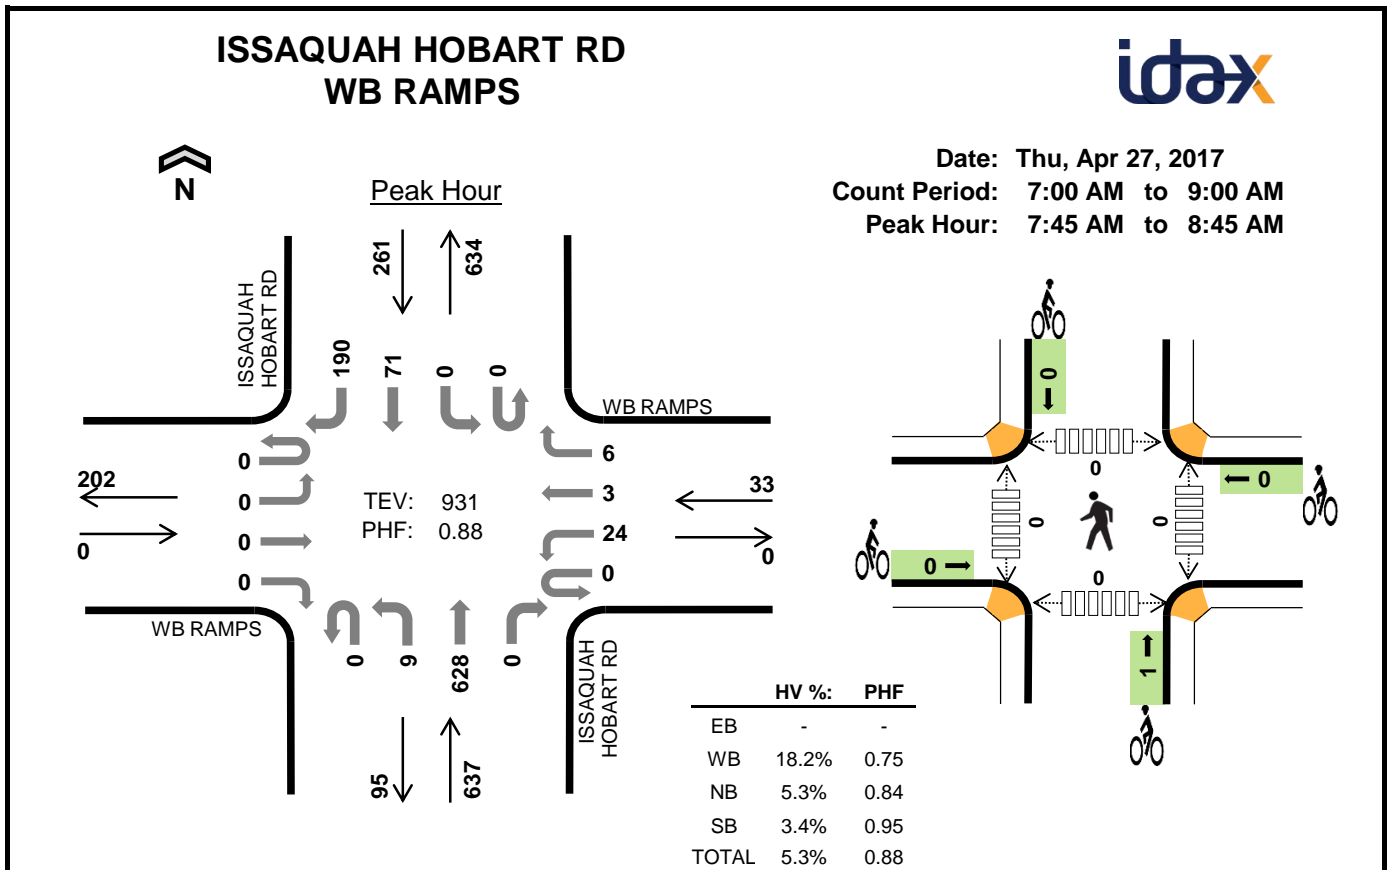 ISSAQUAH HOBART RD
WB RAMPS
idax
N
Peak Hour
Date: Thu, Apr 27, 2017
Count Period: 7:00 AM to 9:00 AM
Peak Hour: 7:45 AM to 8:45 AM
261
634
ISSAQUAH
HOBART RD
190
71
0
0
WB RAMPS
0
0
0
0
202
0
TEV: 931
PHF: 0.88
6
3
24
0
33
0
WB RAMPS
0
9
628
0
ISSAQUAH
HOBART RD
95
637
0
0
0
0
0
0
0
1
HV %: PHF
EB - -
WB 18.2% 0.75
NB 5.3% 0.84
SB 3.4% 0.95
TOTAL 5.3% 0.88